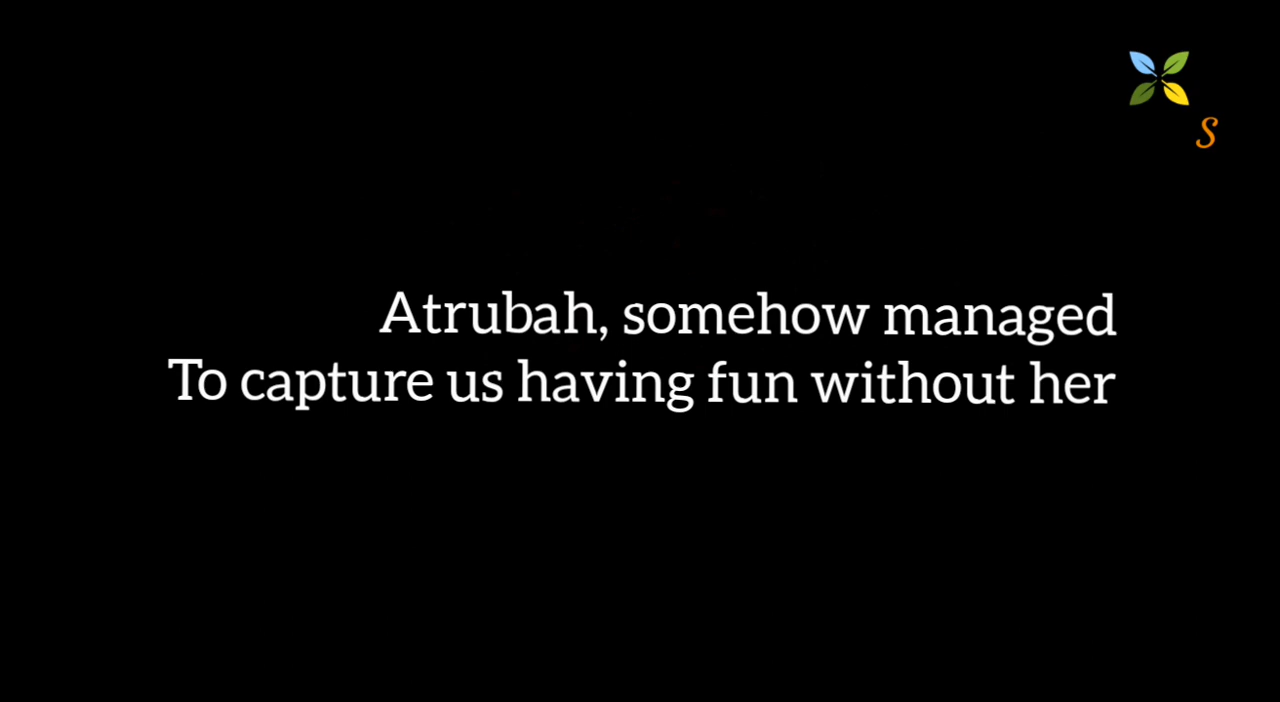 S
Atrubah, somehow managed
To capture us having fun without her